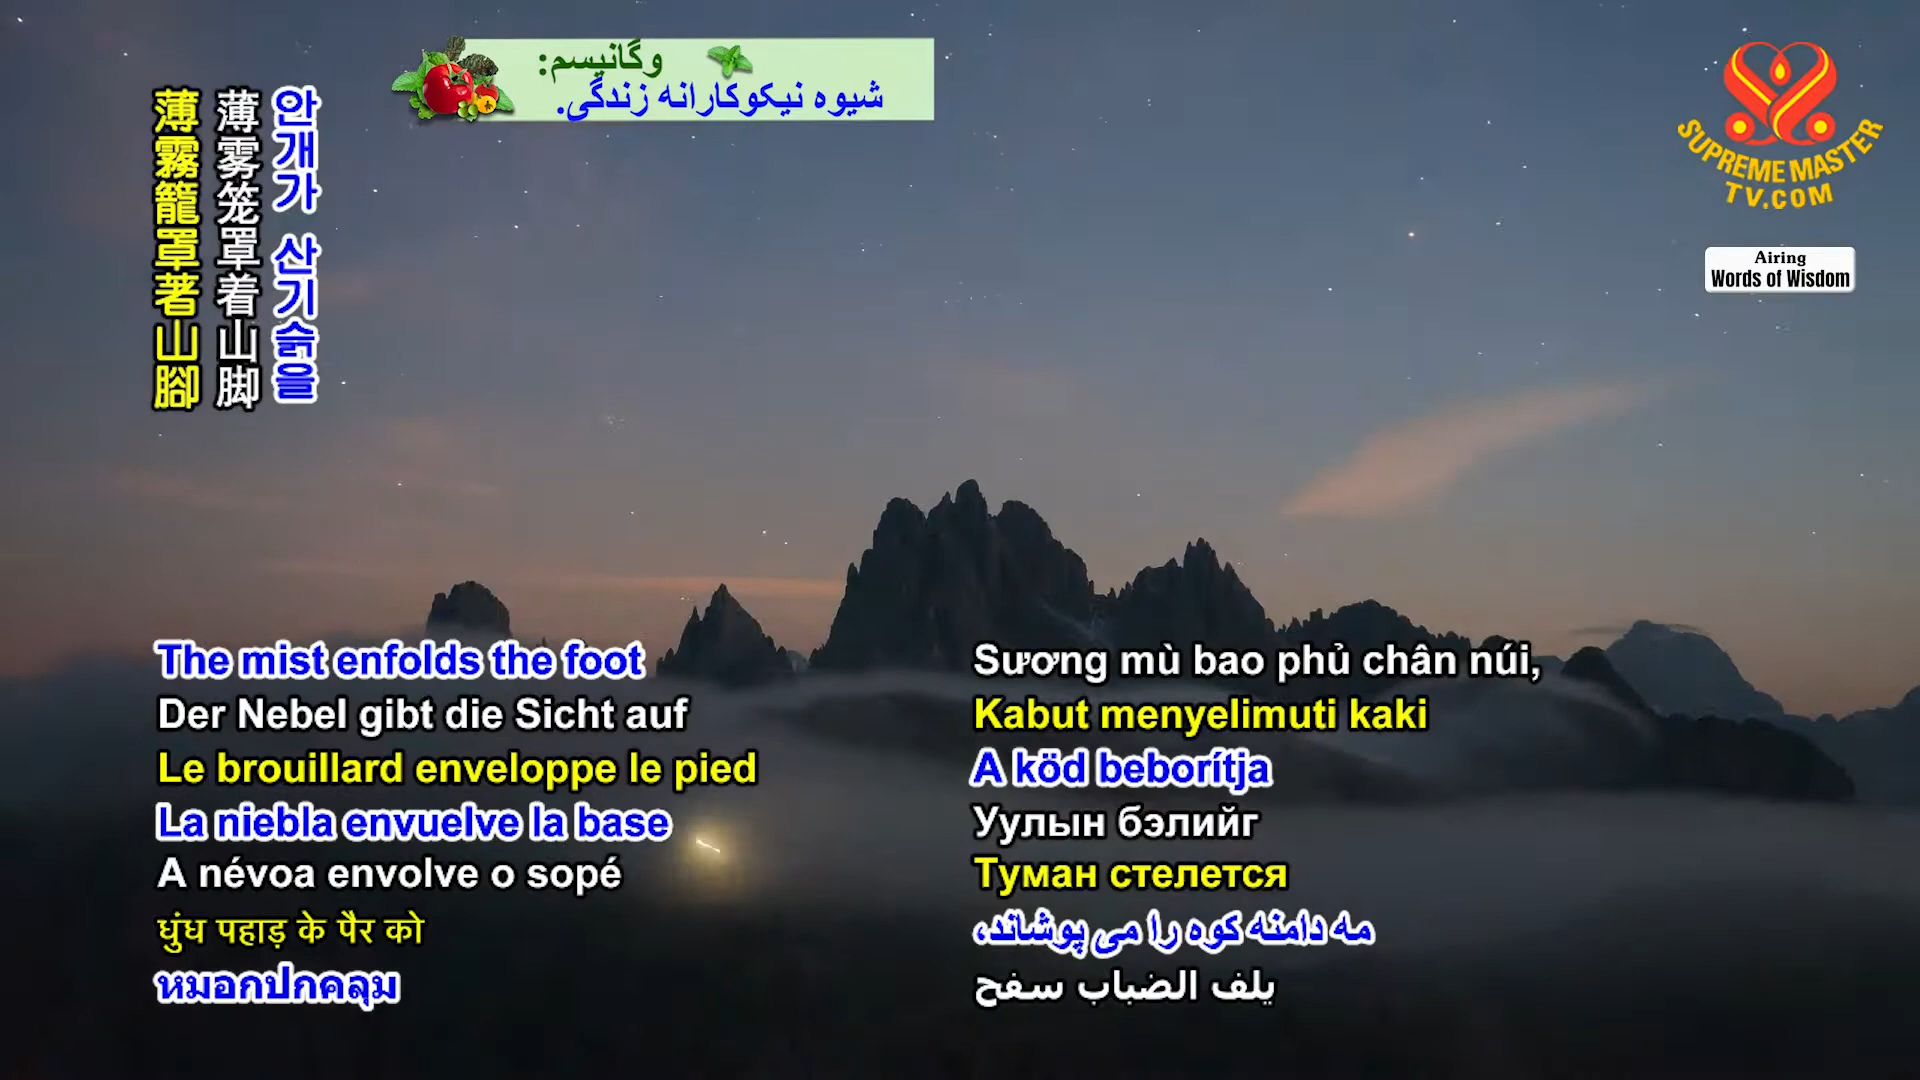 وگانیسم:
شیوه نیکوکارانه زندگی.
SUPREME MASTER
TV.COM
Airing
Words of Wisdom
薄霧籠罩著山腳
薄雾笼罩着山脚
안개가 산기슭을
The mist enfolds the foot
Der Nebel gibt die Sicht auf
Le brouillard enveloppe le pied
La niebla envuelve la base
A névoa envolve o sopé
धुंध पहाड़ के पैर को
หมอกปกคลุม
Sương mù bao phủ chân núi,
Kabut menyelimuti kaki
A köd beborítja
Уулын бэлийг
Туман стелется
مه دامنه کوه را می پوشاند،
يلف الضباب سفح